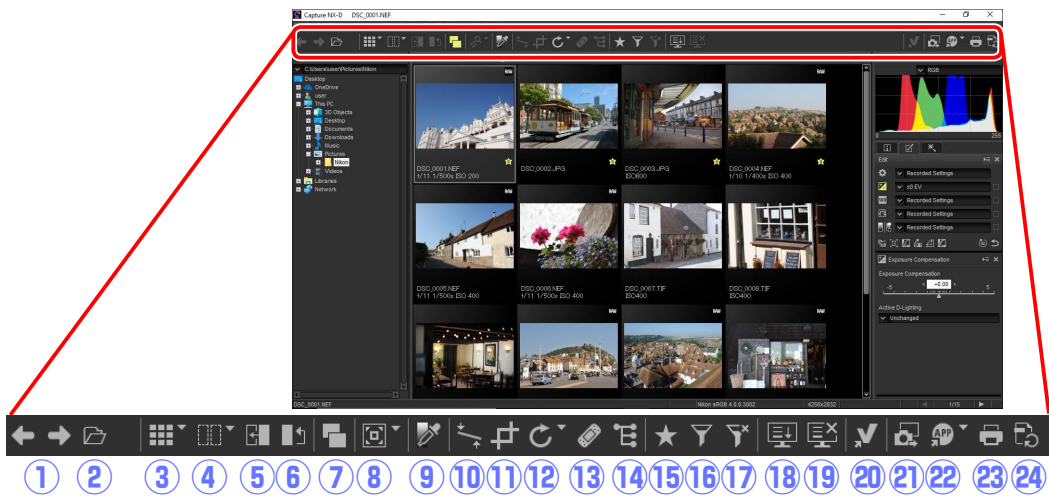 Capture NX-D DSC_0001.NEF
C:\Users\user\Pictures\Nikon
Desktop
OneDrive
user
This PC
3D Objects
Desktop
Documents
Downloads
Music
Pictures
Nikon
Videos
Libraries
Network
DSC_0001.NEF
f/11 1/500s ISO 200
DSC_0002.JPG
DSC_0003.JPG
ISO800
DSC_0004.NEF
f/10 1/400s ISO 400
DSC_0005.NEF
f/11 1/500s ISO 400
DSC_0006.NEF
f/11 1/500s ISO 400
DSC_0007.TIF
ISO400
DSC_0008.TIF
ISO400
RGB
0 255
Edit
Recorded Settings
±0 EV
Recorded Settings
Recorded Settings
Recorded Settings
Exposure Compensation
Exposure Compensation
-5 +0.00 5
Active D-Lighting
Unchanged
DSC_0001.NEF
Nikon sRGB 4.0.0.3002
4256x2832
1/15
APP
1 2 3 4 5 6 7 8 9 10 11 12 13 14 15 16 17 18 19 20 21 22 23 24